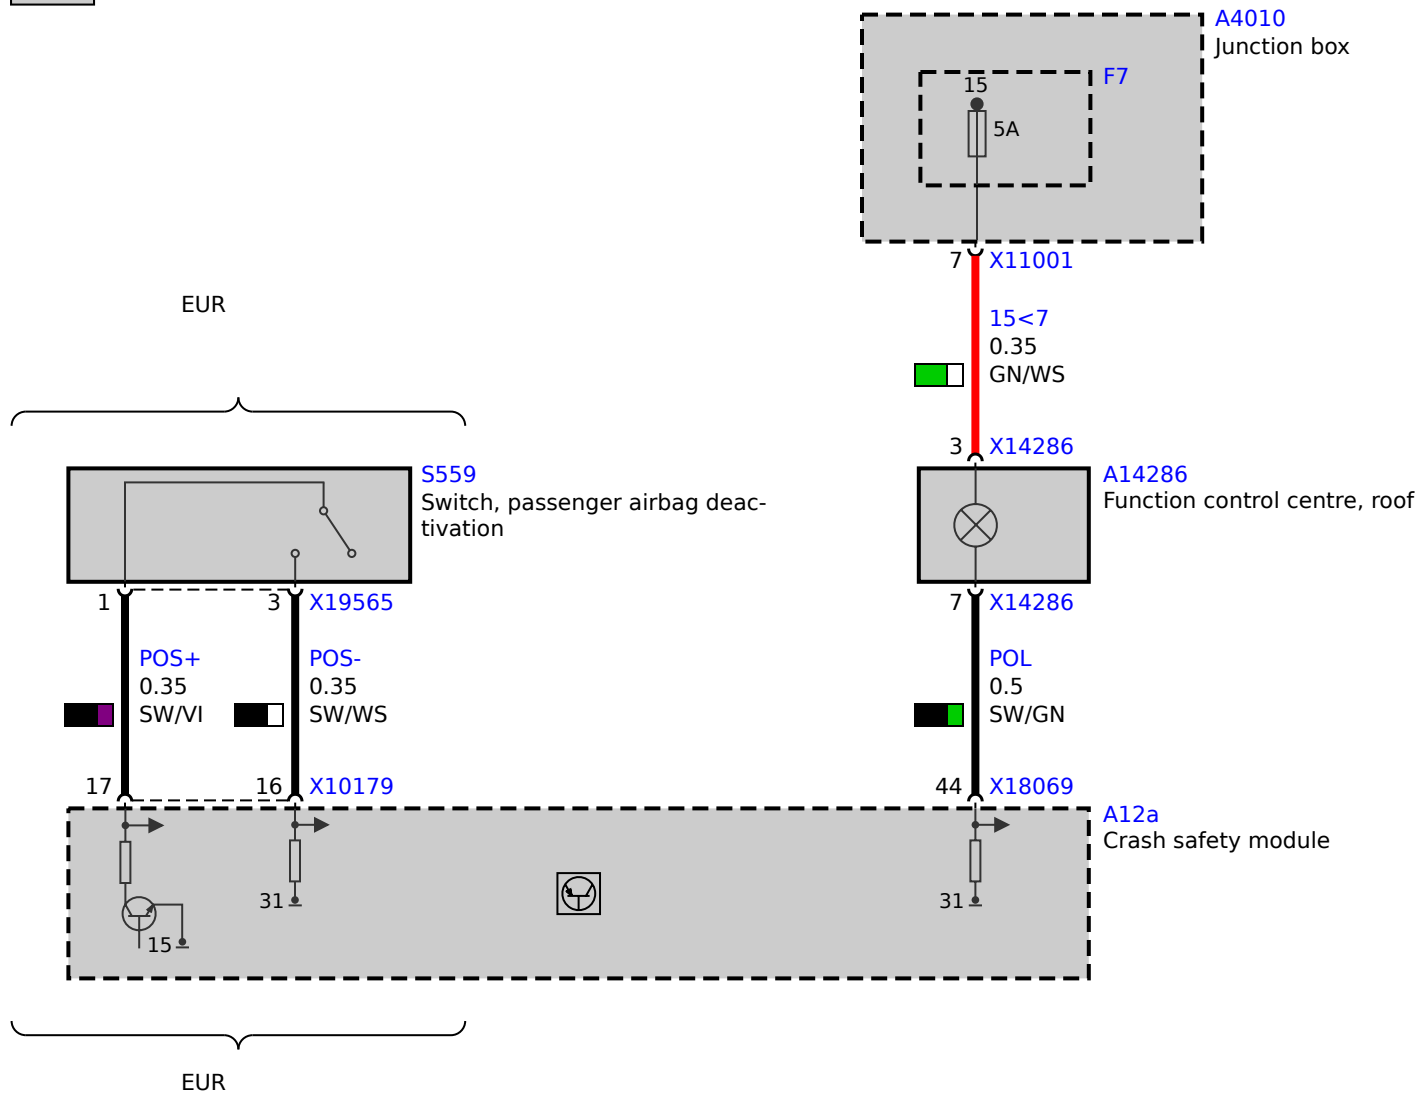 A4010
Junction box
F7
15
5A
7 X11001
EUR
15<7
0.35
GN/WS
3 X14286
S559
Switch, passenger airbag deac-
tivation
A14286
Function control centre, roof
1 3 X19565
7 X14286
POS+
0.35
SW/VI
POS-
0.35
SW/WS
POL
0.5
SW/GN
17 16 X10179
44 X18069
A12a
Crash safety module
31
31
15
EUR